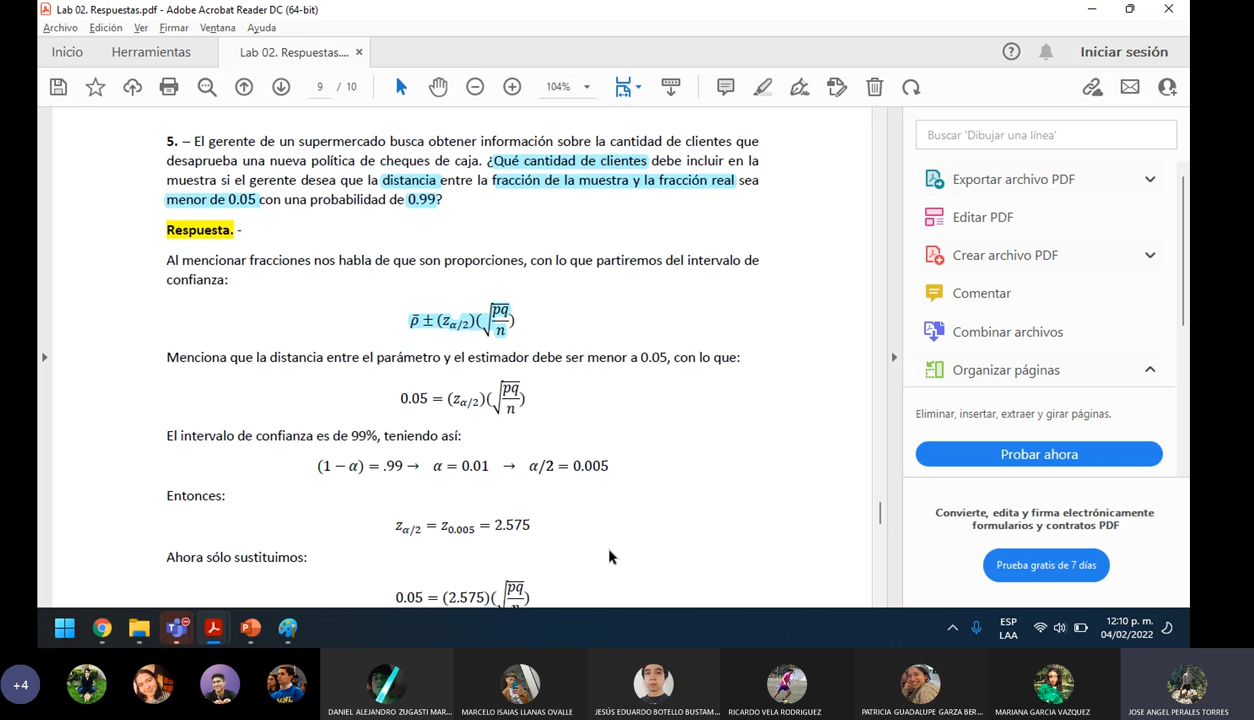 Lab 02. Respuestas.pdf - Adobe Acrobat Reader DC (64-bit)
Archivo Edición Ver Firmar Ventana Ayuda
Inicio Herramientas Lab 02. Respuestas.... × Iniciar sesión
9 / 10 104%
5. – El gerente de un supermercado busca obtener información sobre la cantidad de clientes que
desaprueba una nueva política de cheques de caja. ¿Qué cantidad de clientes debe incluir en la
muestra si el gerente desea que la distancia entre la fracción de la muestra y la fracción real sea
menor de 0.05 con una probabilidad de 0.99?
Respuesta. -
Al mencionar fracciones nos habla de que son proporciones, con lo que partiremos del intervalo de
confianza:
ρ̄ ± (z_{α/2})(√(pq/n))
Menciona que la distancia entre el parámetro y el estimador debe ser menor a 0.05, con lo que:
0.05 = (z_{α/2})(√(pq/n))
El intervalo de confianza es de 99%, teniendo así:
(1 − α) = .99 → α = 0.01 → α/2 = 0.005
Entonces:
z_{α/2} = z_{0.005} = 2.575
Ahora sólo sustituimos:
0.05 = (2.575)(√(pq/n))
Buscar 'Dibujar una línea'
Exportar archivo PDF
Editar PDF
Crear archivo PDF
Comentar
Combinar archivos
Organizar páginas
Eliminar, insertar, extraer y girar páginas.
Probar ahora
Convierte, edita y firma electrónicamente
formularios y contratos PDF
Prueba gratis de 7 días
ESP
LAA
12:10 p. m.
04/02/2022
+4
UANL
DANIEL ALEJANDRO ZUGASTI MAR...
MARCELO ISAIAS LLANAS OVALLE
JESÚS EDUARDO BOTELLO BUSTAM...
RICARDO VELA RODRIGUEZ
PATRICIA GUADALUPE GARZA BER...
MARIANA GARCIA VAZQUEZ
JOSE ANGEL PERALES TORRES